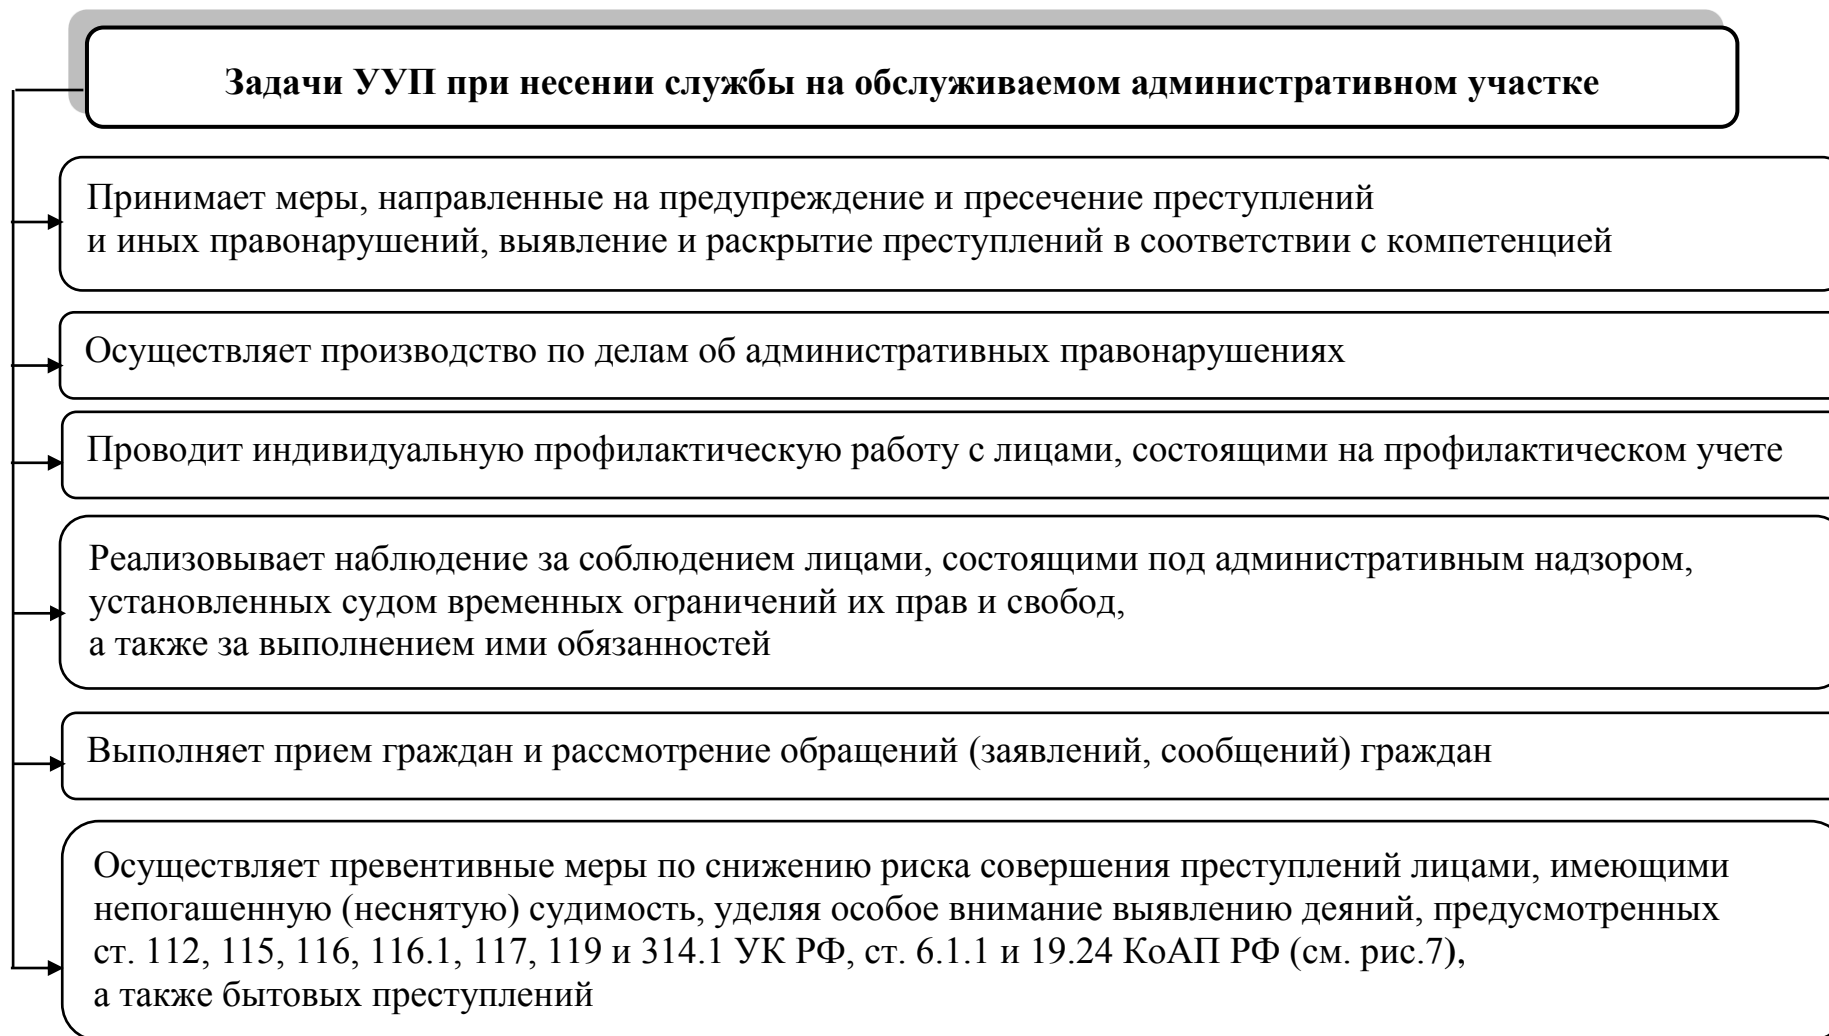 Задачи УУП при несении службы на обслуживаемом административном участке
Принимает меры, направленные на предупреждение и пресечение преступлений
и иных правонарушений, выявление и раскрытие преступлений в соответствии с компетенцией
Осуществляет производство по делам об административных правонарушениях
Проводит индивидуальную профилактическую работу с лицами, состоящими на профилактическом учете
Реализовывает наблюдение за соблюдением лицами, состоящими под административным надзором,
установленных судом временных ограничений их прав и свобод,
а также за выполнением ими обязанностей
Выполняет прием граждан и рассмотрение обращений (заявлений, сообщений) граждан
Осуществляет превентивные меры по снижению риска совершения преступлений лицами, имеющими
непогашенную (неснятую) судимость, уделяя особое внимание выявлению деяний, предусмотренных
ст. 112, 115, 116, 116.1, 117, 119 и 314.1 УК РФ, ст. 6.1.1 и 19.24 КоАП РФ (см. рис.7),
а также бытовых преступлений